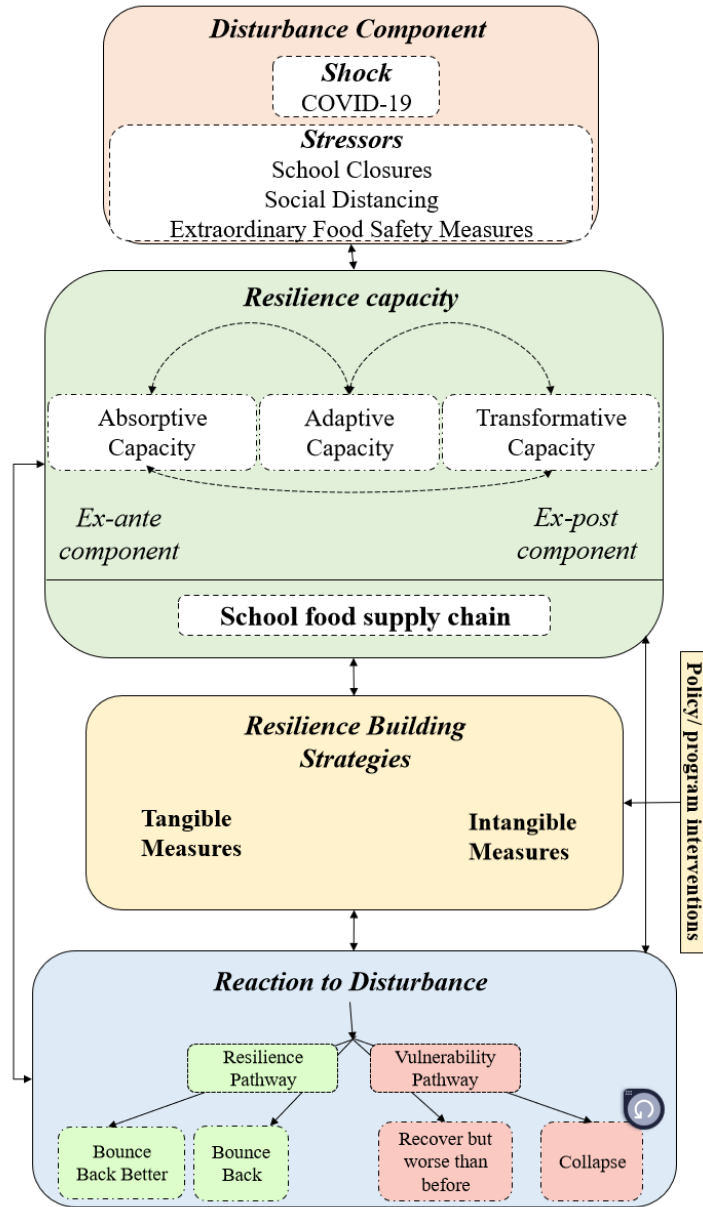 Disturbance Component
Shock
COVID-19
Stressors
School Closures
Social Distancing
Extraordinary Food Safety Measures
Resilience capacity
Absorptive
Capacity
Adaptive
Capacity
Transformative
Capacity
Ex-ante
component
Ex-post
component
School food supply chain
Resilience Building
Strategies
Tangible
Measures
Intangible
Measures
Policy/ program interventions
Reaction to Disturbance
Resilience
Pathway
Vulnerability
Pathway
Bounce
Back Better
Bounce
Back
Recover but
worse than
before
Collapse